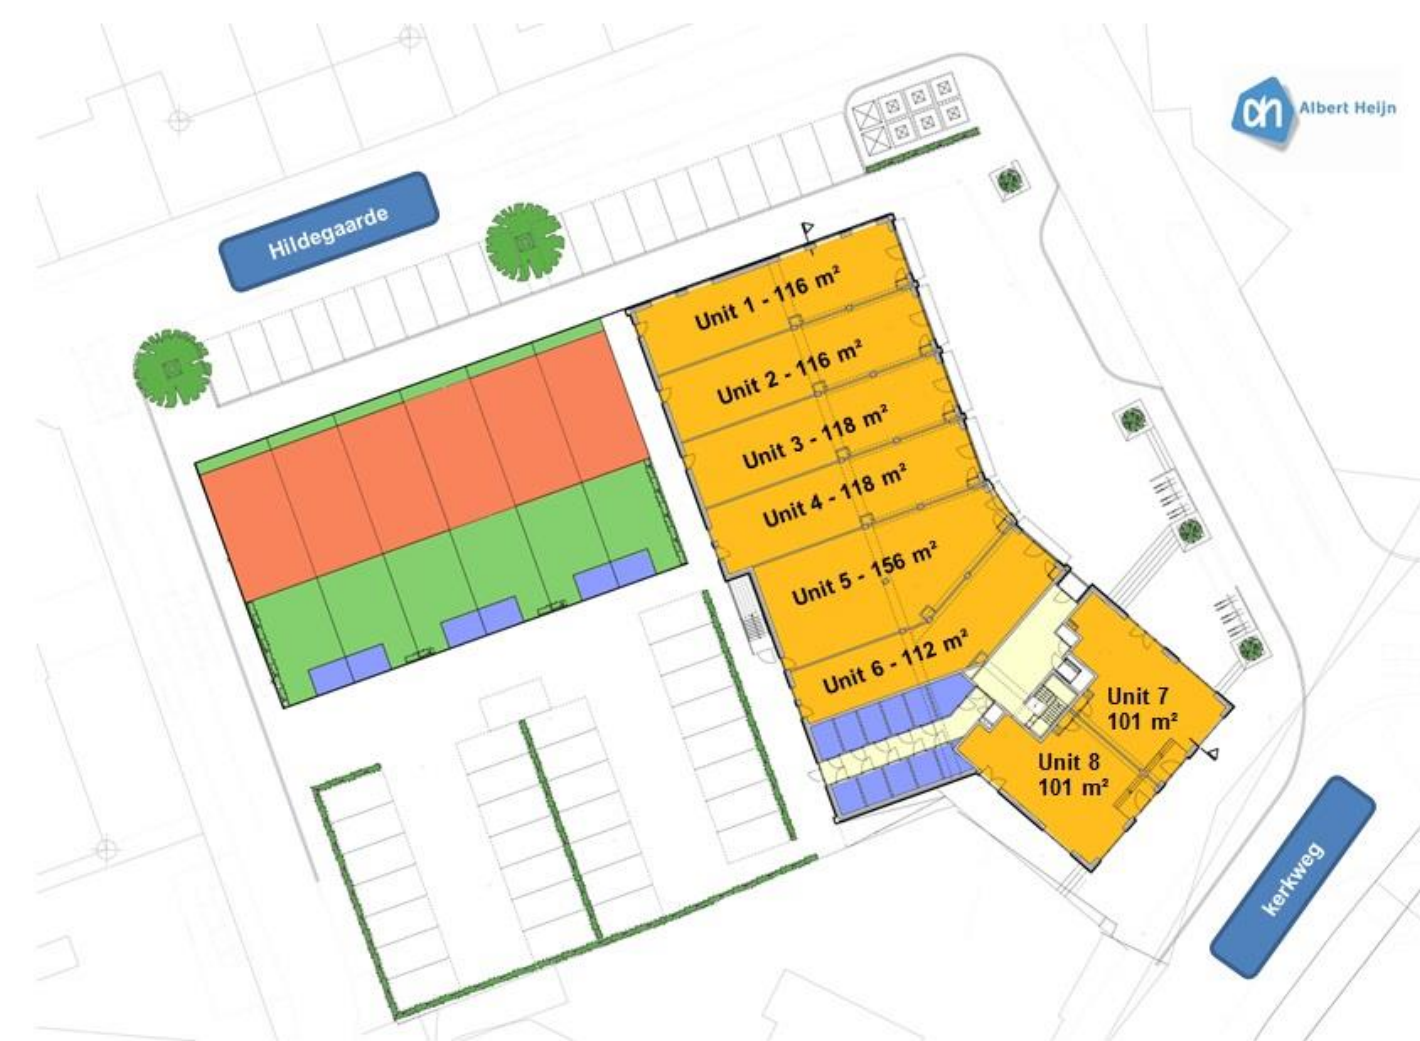 Albert Heijn
Hildegaarde
Unit 1 - 116 m²
Unit 2 - 116 m²
Unit 3 - 118 m²
Unit 4 - 118 m²
Unit 5 - 156 m²
Unit 6 - 112 m²
Unit 7
101 m²
Unit 8
101 m²
kerkweg